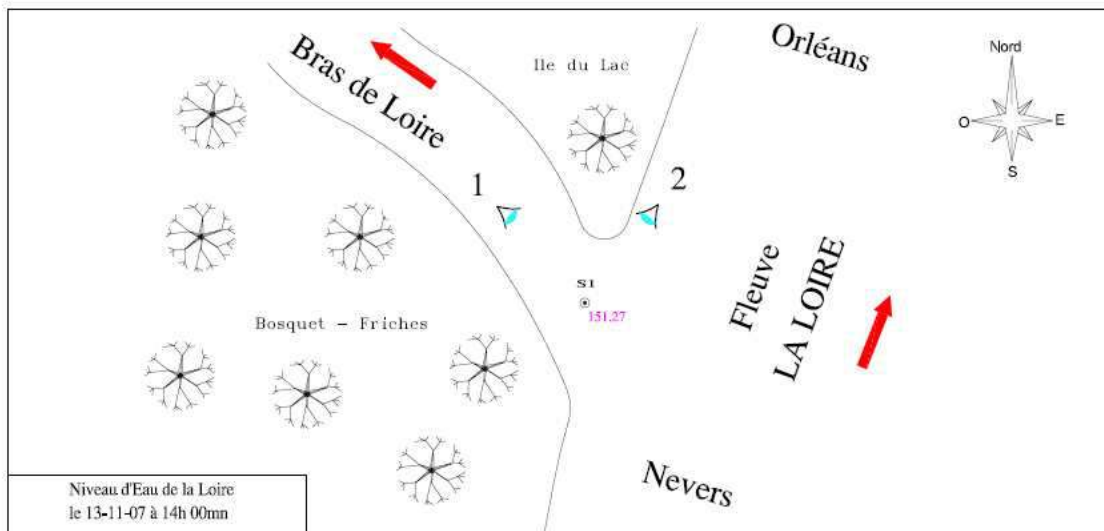 Bras de Loire
Ile du Lac
Orléans
Nord
O
E
S
1
2
S1
151.27
Fleuve
LA LOIRE
Bosquet - Friches
Nevers
Niveau d'Eau de la Loire
le 13-11-07 à 14h 00mn